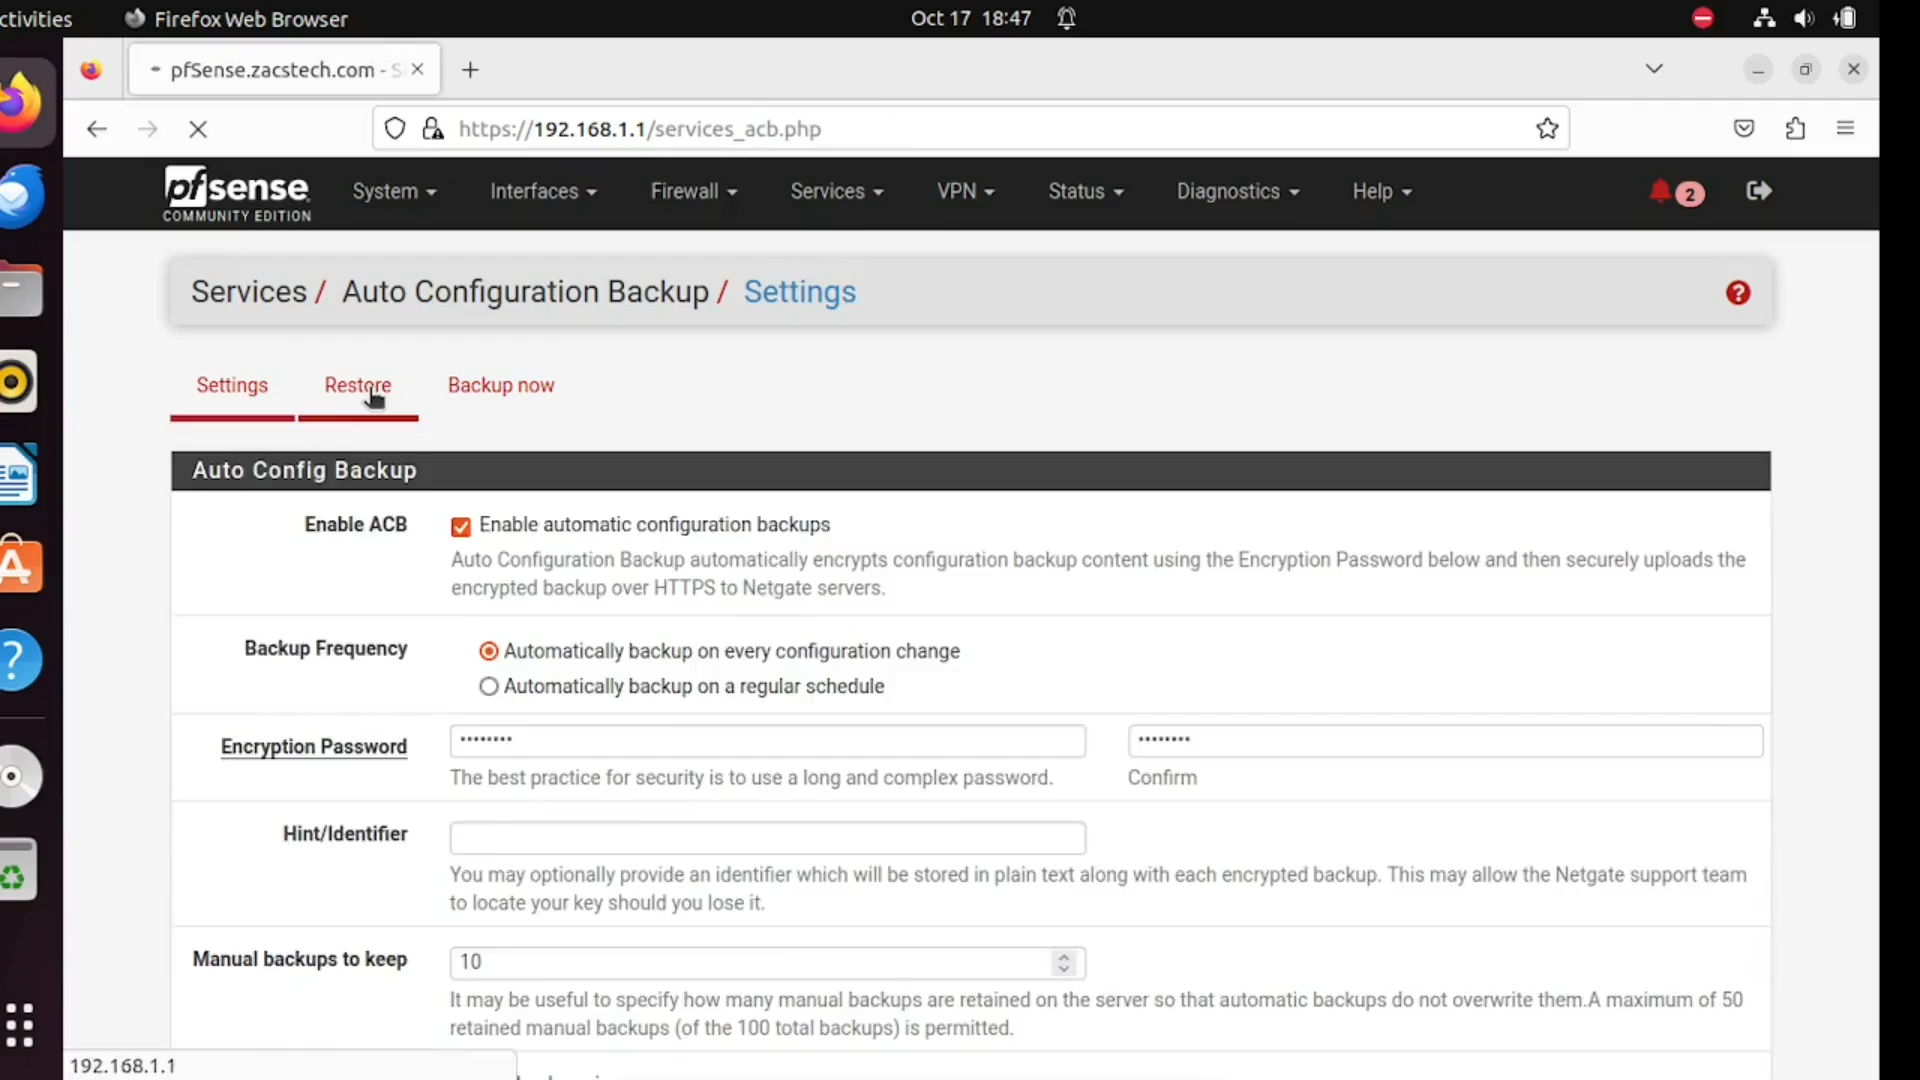 ctivities
Firefox Web Browser
Oct 17 18:47
pfSense.zacstech.com - S
https://192.168.1.1/services_acb.php
pfsense
COMMUNITY EDITION
System
Interfaces
Firewall
Services
VPN
Status
Diagnostics
Help
2
Services / Auto Configuration Backup / Settings
?
Settings
Restore
Backup now
Auto Config Backup
Enable ACB
Enable automatic configuration backups
Auto Configuration Backup automatically encrypts configuration backup content using the Encryption Password below and then securely uploads the
encrypted backup over HTTPS to Netgate servers.
Backup Frequency
Automatically backup on every configuration change
Automatically backup on a regular schedule
Encryption Password
••••••••
••••••••
The best practice for security is to use a long and complex password.
Confirm
Hint/Identifier
You may optionally provide an identifier which will be stored in plain text along with each encrypted backup. This may allow the Netgate support team
to locate your key should you lose it.
Manual backups to keep
10
It may be useful to specify how many manual backups are retained on the server so that automatic backups do not overwrite them.A maximum of 50
retained manual backups (of the 100 total backups) is permitted.
192.168.1.1